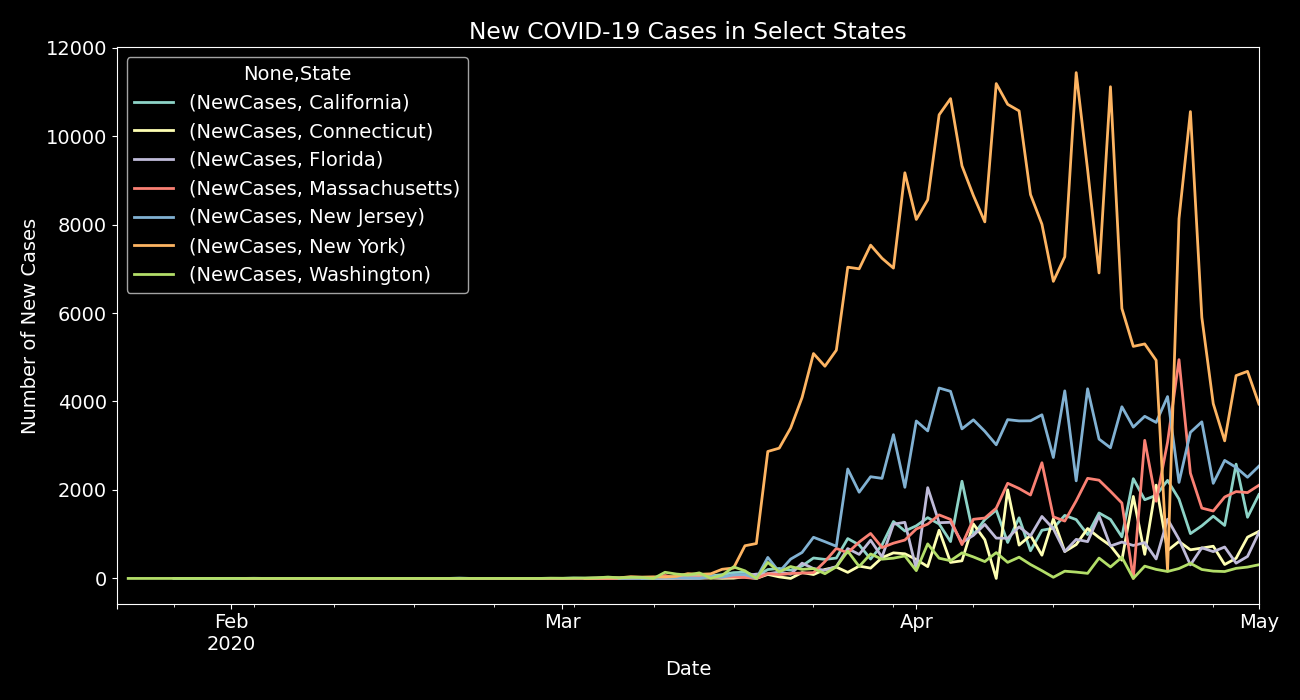 New COVID-19 Cases in Select States
12000
10000
8000
6000
4000
2000
0
Number of New Cases
None,State
(NewCases, California)
(NewCases, Connecticut)
(NewCases, Florida)
(NewCases, Massachusetts)
(NewCases, New Jersey)
(NewCases, New York)
(NewCases, Washington)
Feb Mar Apr May
2020
Date